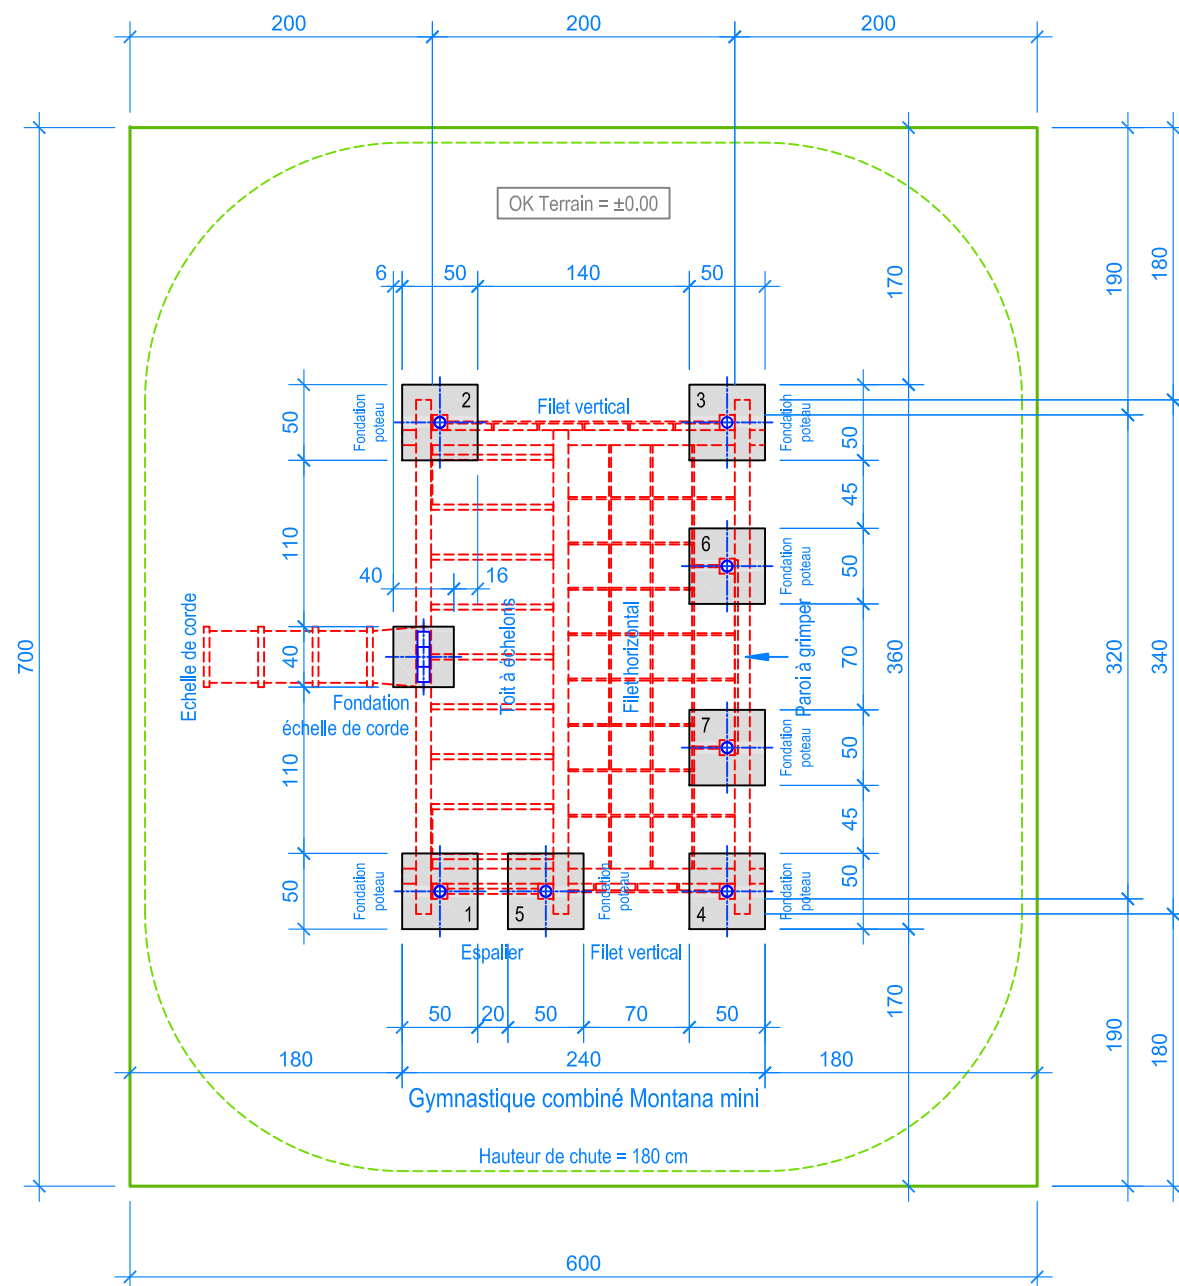 200
200
200
OK Terrain = ±0.00
6
50
140
50
170
190
180
50
Fondation
poteau
2
Filet vertical
3
Fondation
poteau
50
45
110
6
Fondation
poteau
50
40
16
700
Echelle de corde
40
Toit à échelons
Filet horizontal
Paroi à grimper
70
360
320
340
Fondation
échelle de corde
7
Fondation
poteau
50
110
45
50
Fondation
poteau
1
5
Fondation
poteau
4
Fondation
poteau
50
Espalier
Filet vertical
50
20
50
70
50
170
190
180
180
240
180
Gymnastique combiné Montana mini
Hauteur de chute = 180 cm
600